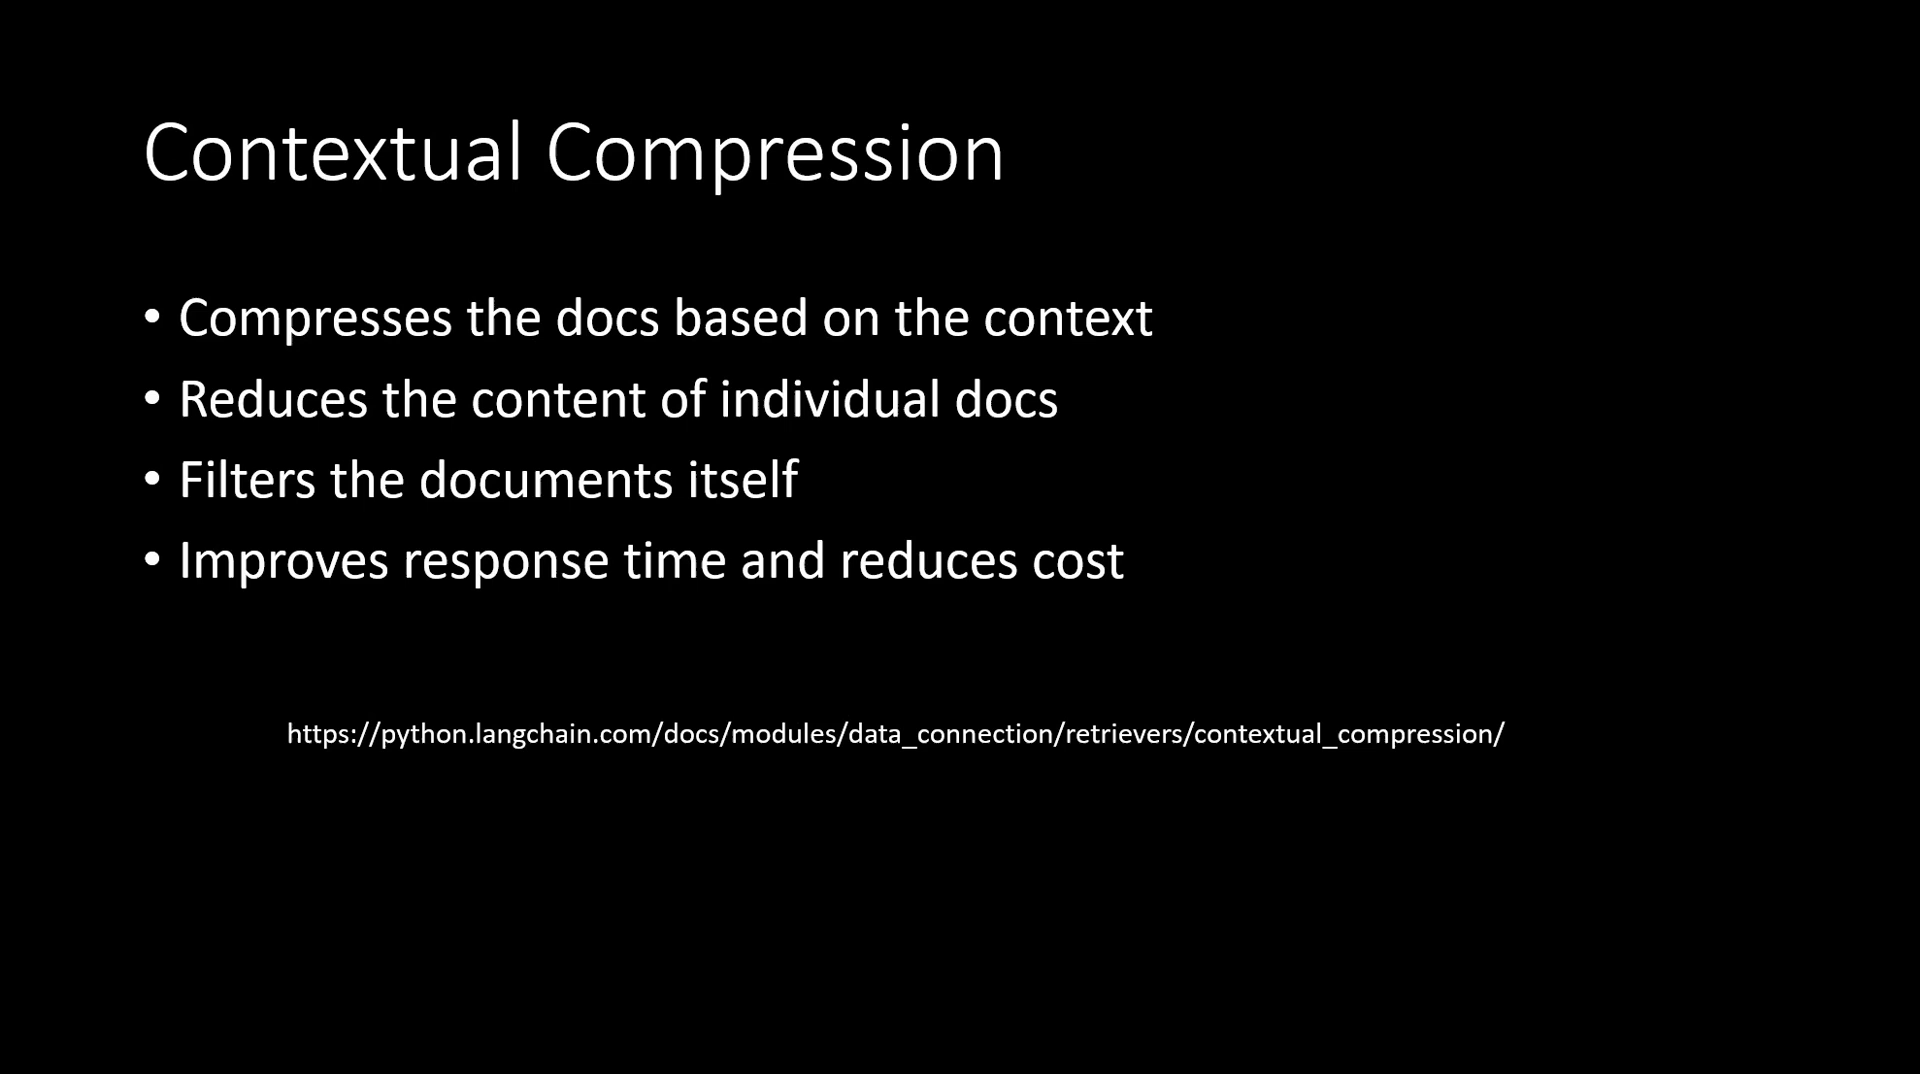 Contextual Compression
• Compresses the docs based on the context
• Reduces the content of individual docs
• Filters the documents itself
• Improves response time and reduces cost
https://python.langchain.com/docs/modules/data_connection/retrievers/contextual_compression/